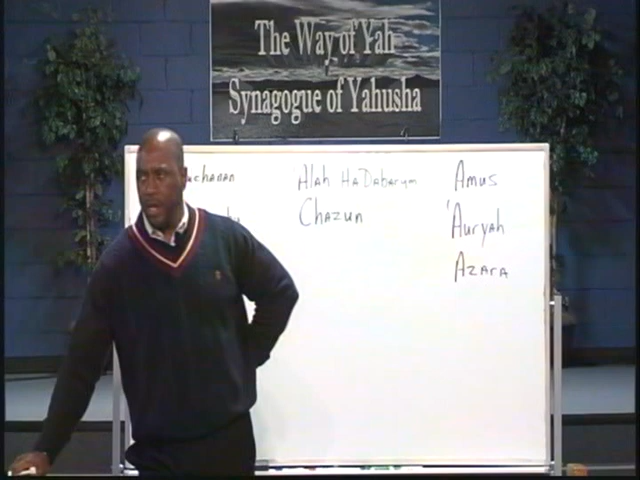 The Way of Yah
Synagogue of Yahusha
Alah HaDabarym
Amus
Chazun
'Auryah
Azara